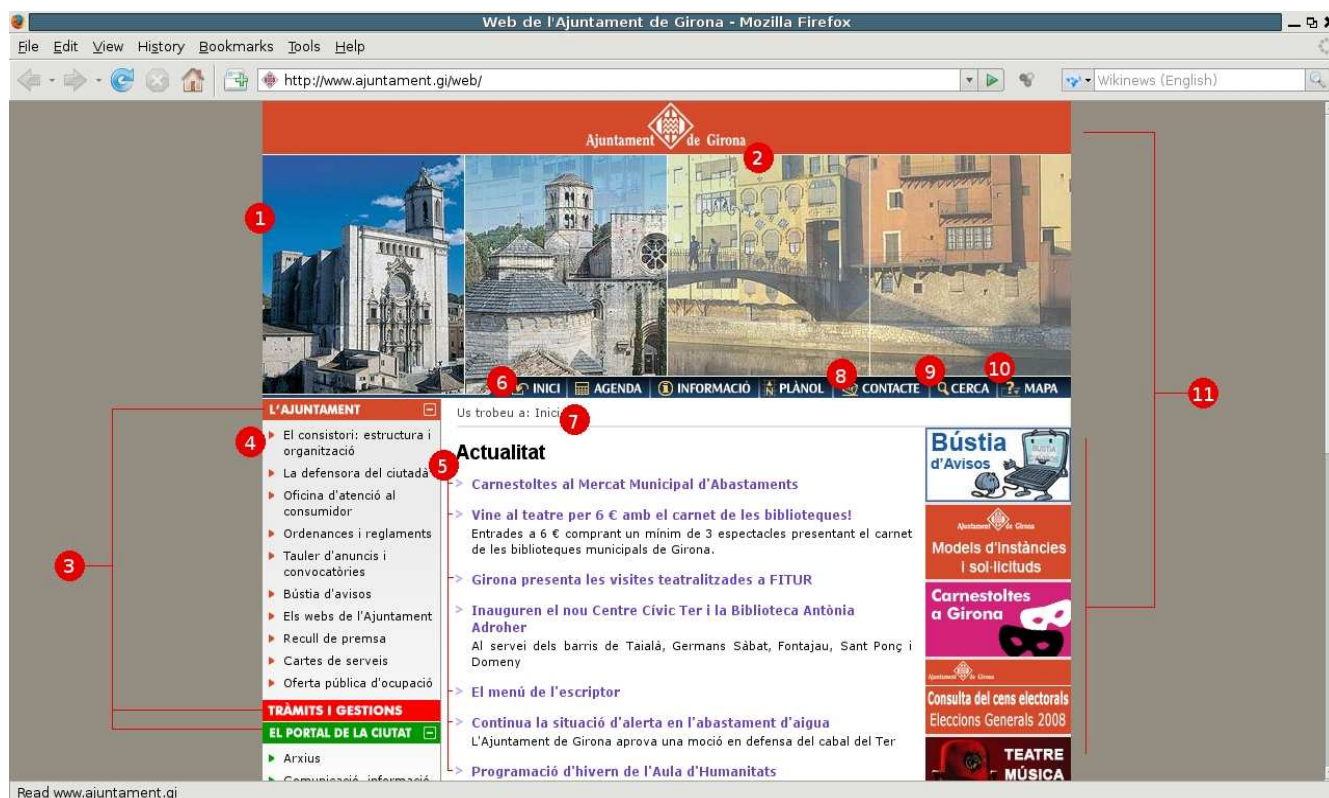 Web de l'Ajuntament de Girona - Mozilla Firefox
File Edit View History Bookmarks Tools Help
http://www.ajuntament.gi/web/
Wikinews (English)
Ajuntament de Girona
2
1
11
6
8
9
10
INICI AGENDA INFORMACIÓ PLÀNOL CONTACTE CERCA MAPA
L'AJUNTAMENT
4
El consistori: estructura i
organització
La defensora del ciutadà
Oficina d'atenció al
consumidor
Ordenances i reglaments
3
Tauler d'anuncis i
convocatòries
Bústia d'avisos
Els webs de l'Ajuntament
Recull de premsa
Cartes de serveis
Oferta pública d'ocupació
TRÀMITS I GESTIONS
EL PORTAL DE LA CIUTAT
Arxius
Comunicació, informació
Us trobeu a: Inici
7
Actualitat
5
Carnestoltes al Mercat Municipal d'Abastaments
Vine al teatre per 6 € amb el carnet de les biblioteques!
Entrades a 6 € comprant un mínim de 3 espectacles presentant el carnet
de les biblioteques municipals de Girona.
Girona presenta les visites teatralitzades a FITUR
Inauguren el nou Centre Cívic Ter i la Biblioteca Antònia
Adroher
Al servei dels barris de Taialà, Germans Sàbat, Fontajau, Sant Ponç i
Domeny
El menú de l'escriptor
Continua la situació d'alerta en l'abastament d'aigua
L'Ajuntament de Girona aprova una moció en defensa del cabal del Ter
Programació d'hivern de l'Aula d'Humanitats
Bústia
d'Avisos
BÚSTIA
Ajuntament de Girona
Models d'instàncies
i sol·licituds
Carnestoltes
a Girona
Ajuntament de Girona
Consulta del cens electorals
Eleccions Generals 2008
TEATRE
MÚSICA
Read www.ajuntament.gi